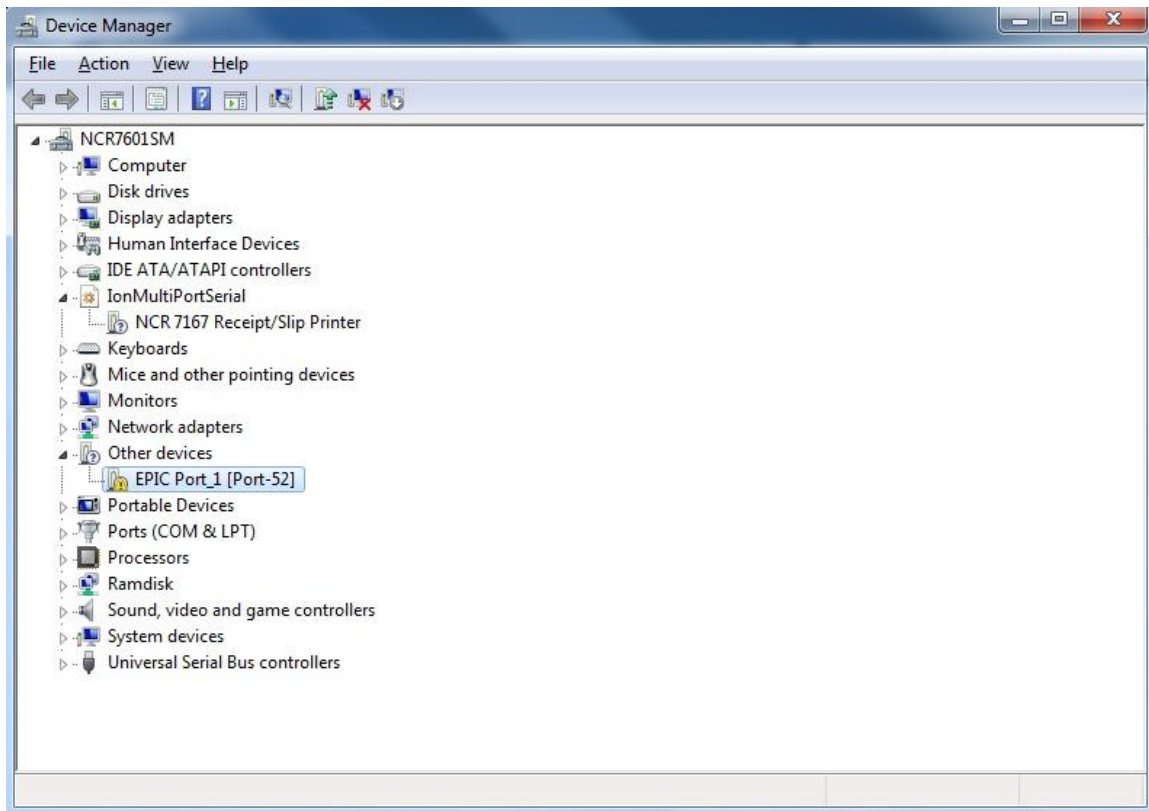 Device Manager
File Action View Help
NCR7601SM
Computer
Disk drives
Display adapters
Human Interface Devices
IDE ATA/ATAPI controllers
IonMultiPortSerial
NCR 7167 Receipt/Slip Printer
Keyboards
Mice and other pointing devices
Monitors
Network adapters
Other devices
EPIC Port_1 [Port-52]
Portable Devices
Ports (COM & LPT)
Processors
Ramdisk
Sound, video and game controllers
System devices
Universal Serial Bus controllers